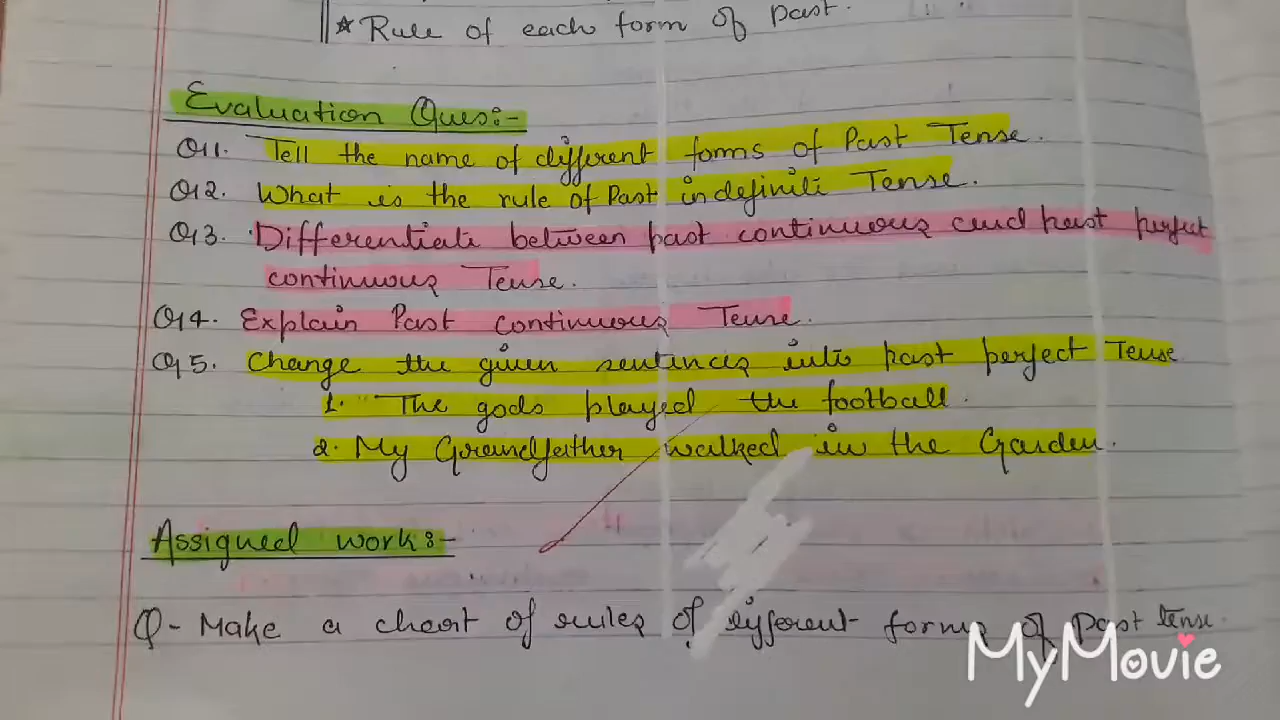 * Rule of each form of Past.
Evaluation Ques:-
Q1. Tell the name of different forms of Past Tense.
Q2. What is the rule of Past indefinite Tense.
Q3. Differentiate between past continuous and past perfect
continuous Tense.
Q4. Explain Past continuous Tense.
Q5. Change the given sentences into past perfect Tense
1. The gods played the football.
2. My Grandfather walked in the Garden.
Assigned work:-
Q - Make a chart of rules of different forms of Past tense.
MyMovie